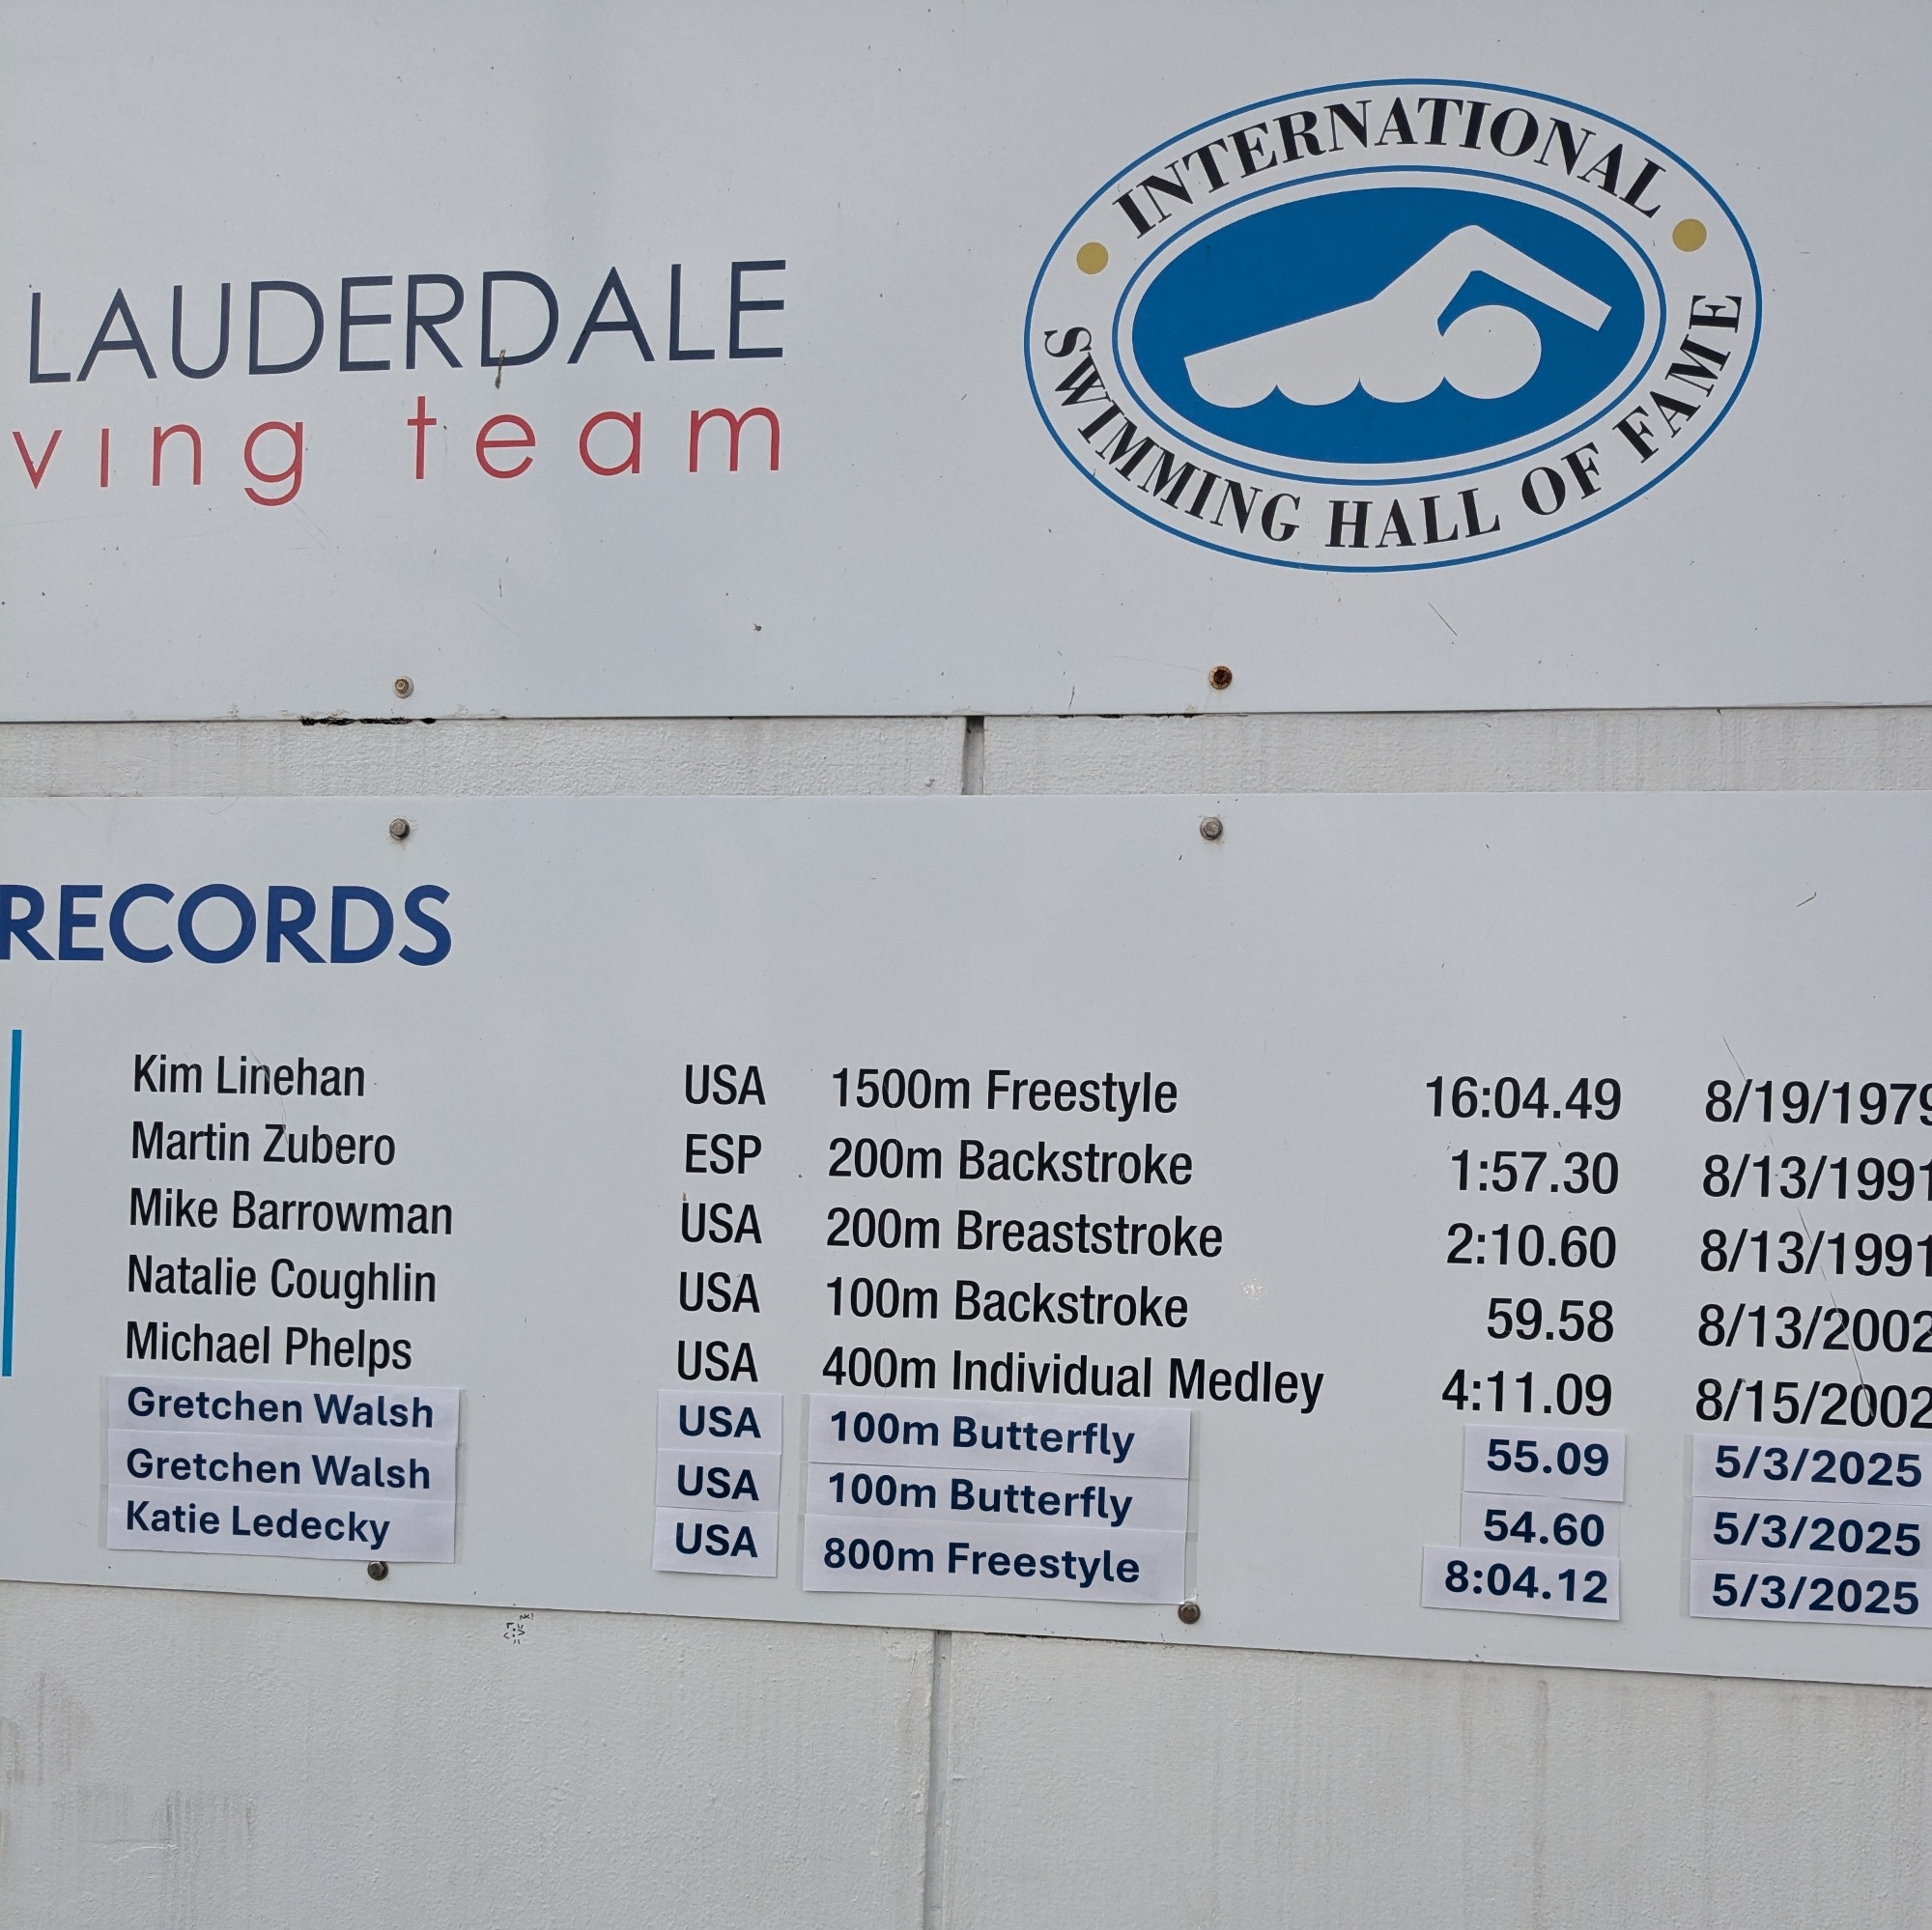 LAUDERDALE
ving team
INTERNATIONAL
SWIMMING HALL OF FAME
RECORDS
Kim Linehan USA 1500m Freestyle 16:04.49 8/19/1979
Martin Zubero ESP 200m Backstroke 1:57.30 8/13/1991
Mike Barrowman USA 200m Breaststroke 2:10.60 8/13/1991
Natalie Coughlin USA 100m Backstroke 59.58 8/13/2002
Michael Phelps USA 400m Individual Medley 4:11.09 8/15/2002
Gretchen Walsh USA 100m Butterfly 55.09 5/3/2025
Gretchen Walsh USA 100m Butterfly 54.60 5/3/2025
Katie Ledecky USA 800m Freestyle 8:04.12 5/3/2025